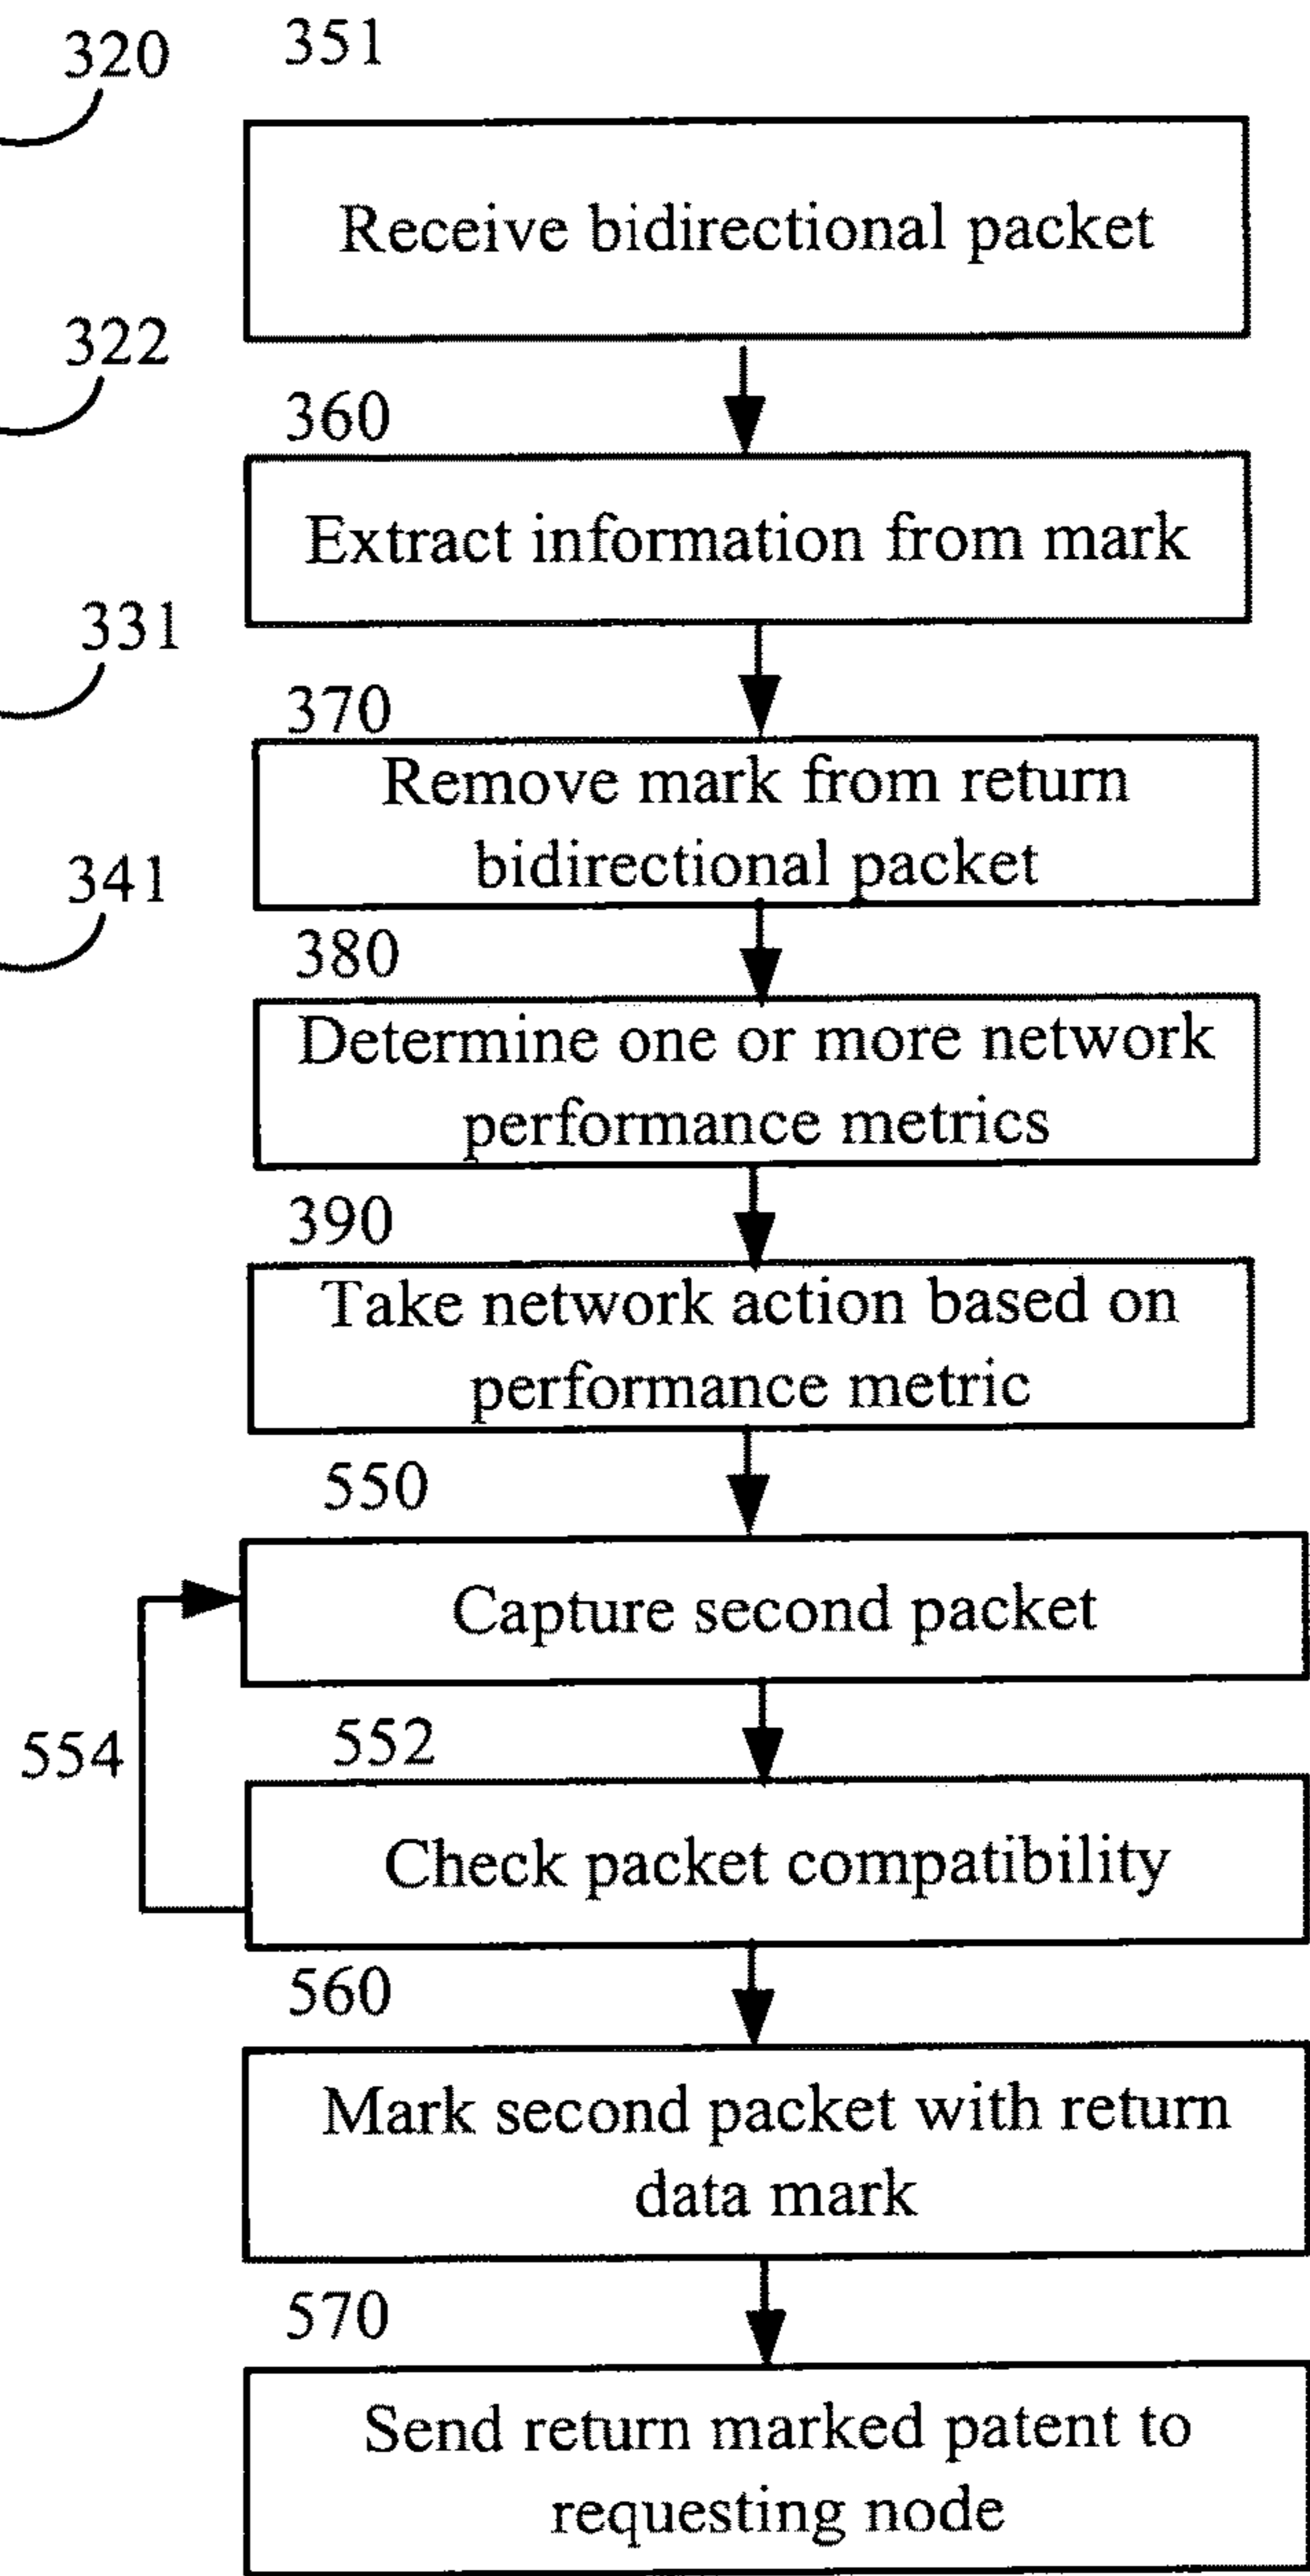 320
351
Receive bidirectional packet
322
360
Extract information from mark
331
370
Remove mark from return
bidirectional packet
341
380
Determine one or more network
performance metrics
390
Take network action based on
performance metric
550
Capture second packet
554
552
Check packet compatibility
560
Mark second packet with return
data mark
570
Send return marked patent to
requesting node